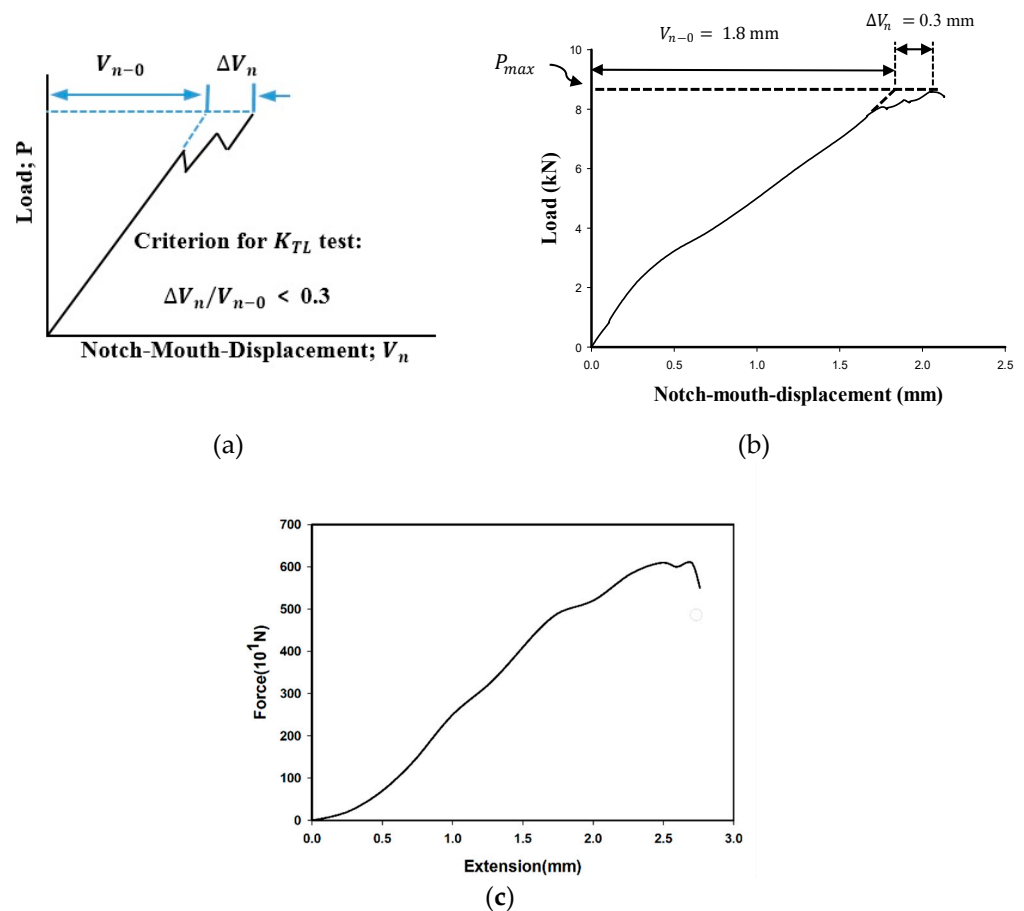 V_{n-0}
ΔV_n
Load; P
Criterion for K_{TL} test:
ΔV_n/V_{n-0} < 0.3
Notch-Mouth-Displacement; V_n
(a)
V_{n-0} = 1.8 mm
ΔV_n = 0.3 mm
P_{max}
10
8
6
4
2
0
Load (kN)
0.0 0.5 1.0 1.5 2.0 2.5
Notch-mouth-displacement (mm)
(b)
700
600
500
400
300
200
100
0
Force(10¹N)
0.0 0.5 1.0 1.5 2.0 2.5 3.0
Extension(mm)
(c)